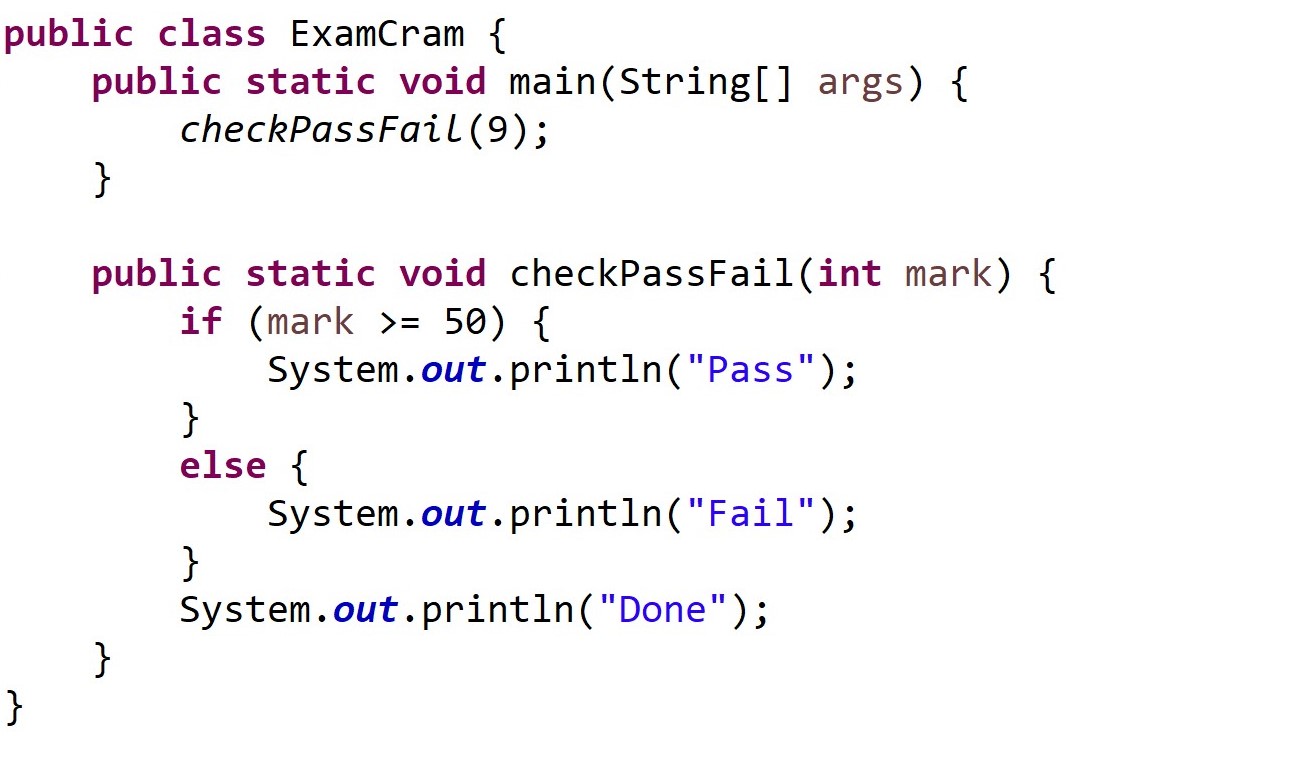 public class ExamCram {
    public static void main(String[] args) {
        checkPassFail(9);
    }

    public static void checkPassFail(int mark) {
        if (mark >= 50) {
            System.out.println("Pass");
        }
        else {
            System.out.println("Fail");
        }
        System.out.println("Done");
    }
}